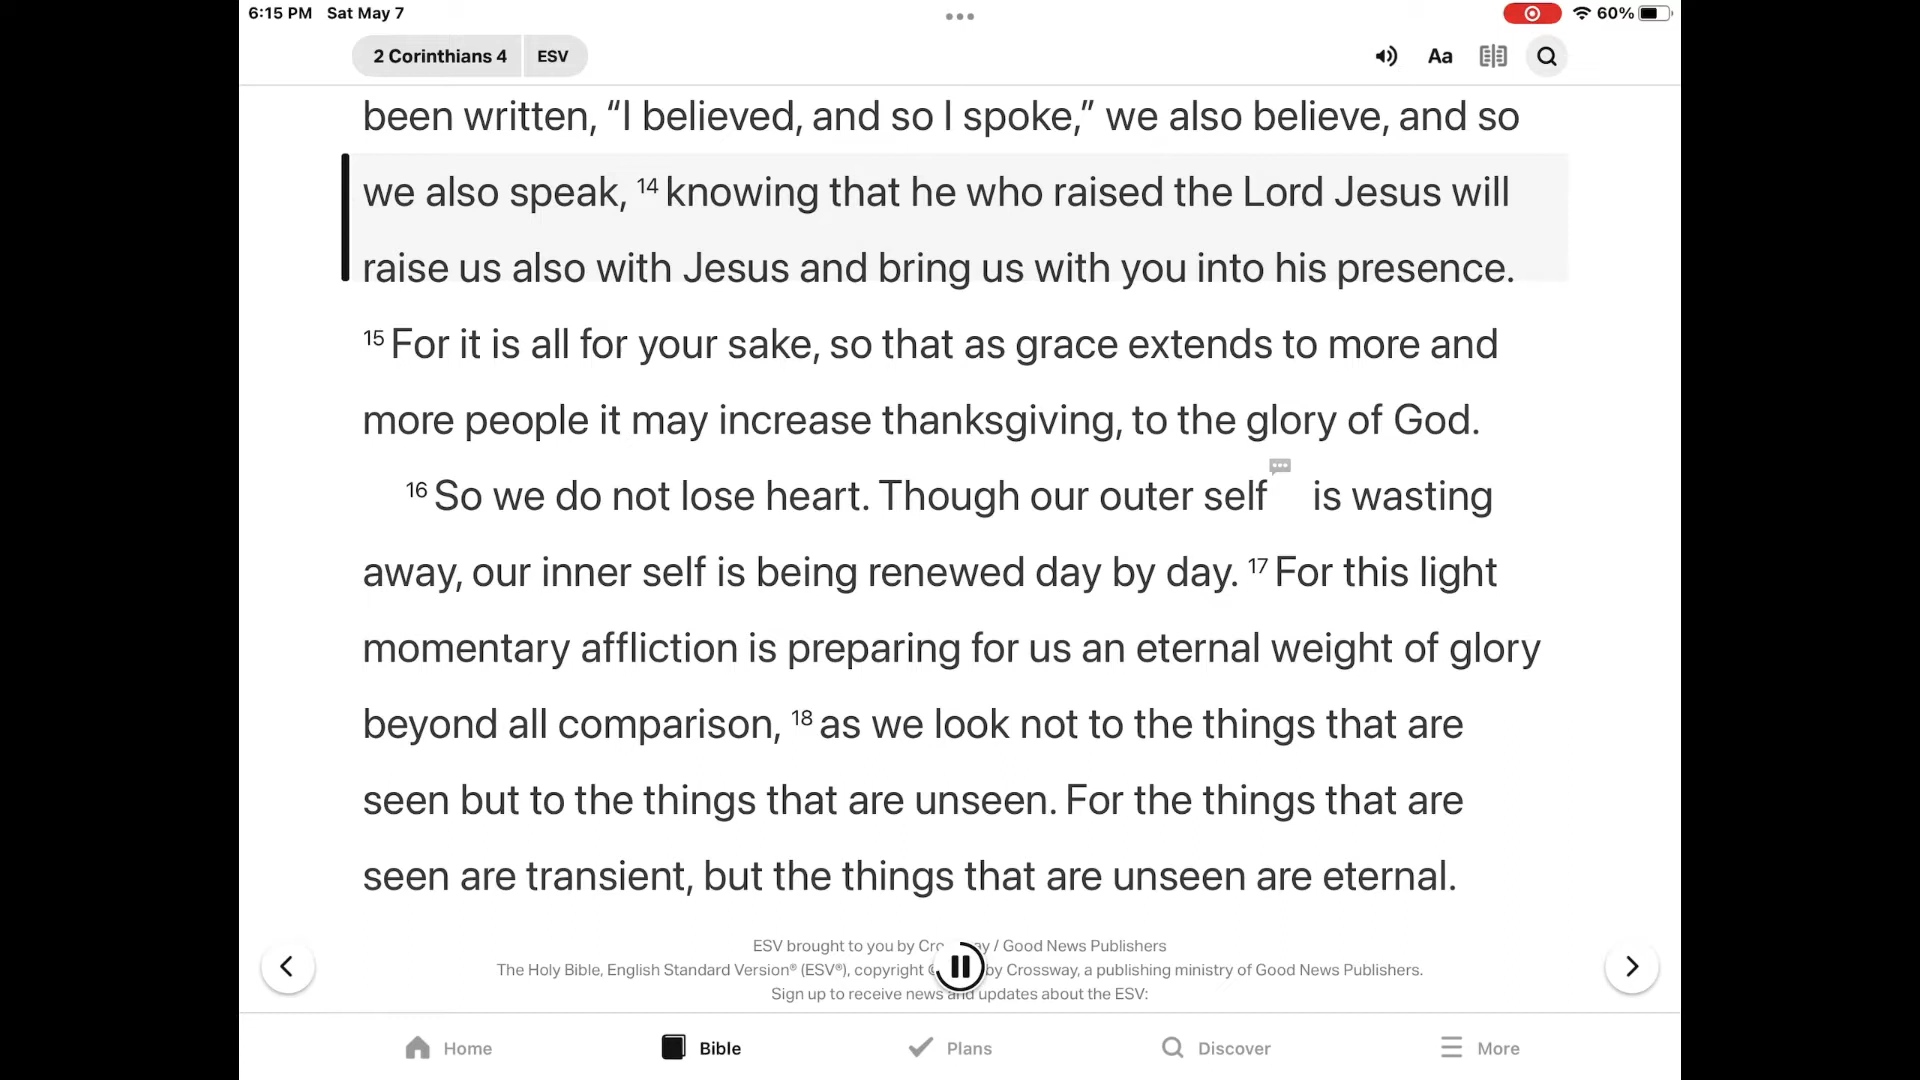 6:15 PM Sat May 7
60%
2 Corinthians 4 ESV
Aa
been written, “I believed, and so I spoke,” we also believe, and so
we also speak, 14 knowing that he who raised the Lord Jesus will
raise us also with Jesus and bring us with you into his presence.
15 For it is all for your sake, so that as grace extends to more and
more people it may increase thanksgiving, to the glory of God.
16 So we do not lose heart. Though our outer self is wasting
away, our inner self is being renewed day by day. 17 For this light
momentary affliction is preparing for us an eternal weight of glory
beyond all comparison, 18 as we look not to the things that are
seen but to the things that are unseen. For the things that are
seen are transient, but the things that are unseen are eternal.
ESV brought to you by / Good News Publishers
The Holy Bible, English Standard Version® (ESV®), copyright © by Crossway, a publishing ministry of Good News Publishers.
Sign up to receive news and updates about the ESV:
Home Bible Plans Discover More